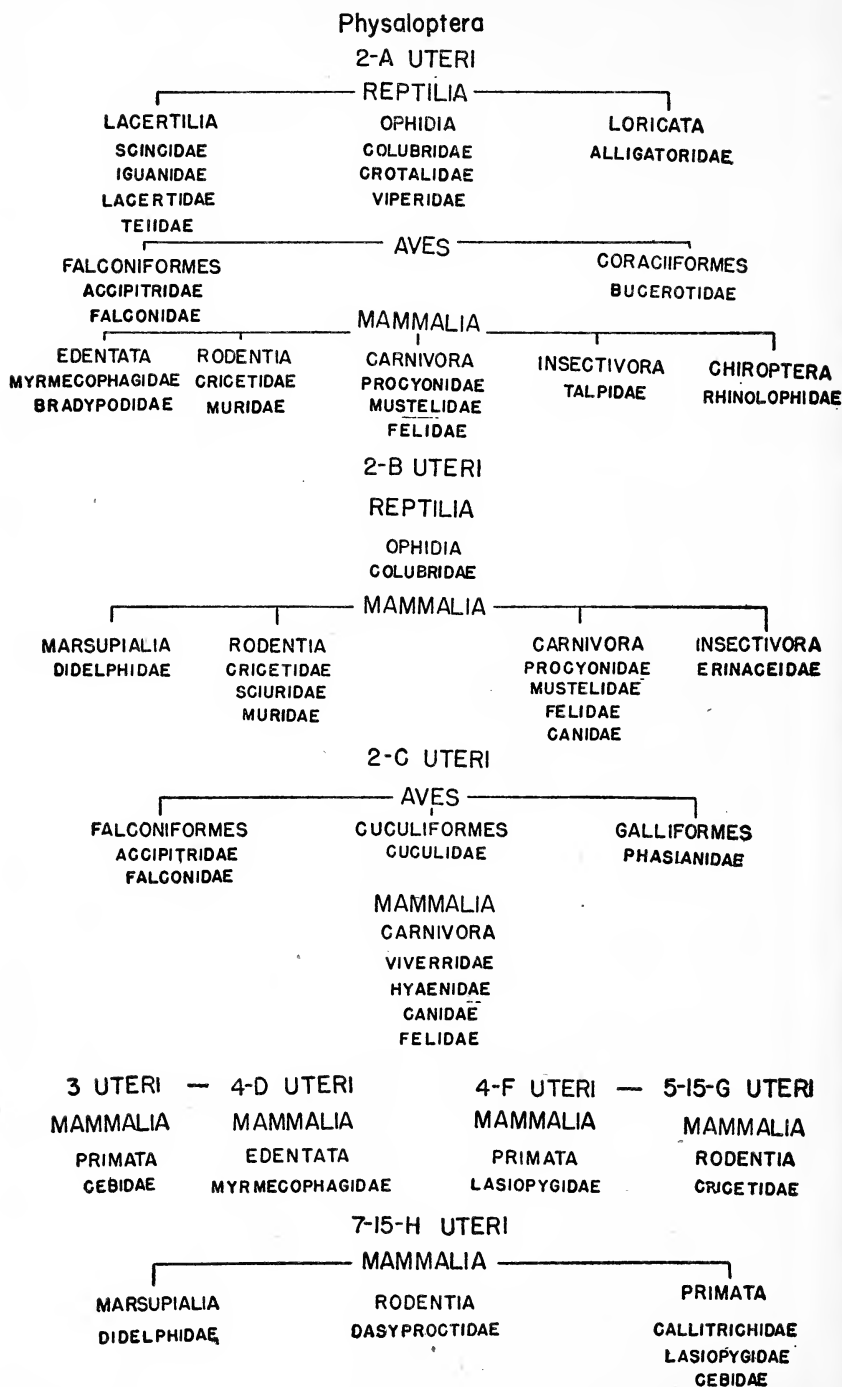 Physaloptera
2-A UTERI
REPTILIA
LACERTILIA OPHIDIA LORICATA
SCINCIDAE COLUBRIDAE ALLIGATORIDAE
IGUANIDAE CROTALIDAE
LACERTIDAE VIPERIDAE
TEIIDAE
AVES
FALCONIFORMES CORACIIFORMES
ACCIPITRIDAE BUCEROTIDAE
FALCONIDAE
MAMMALIA
EDENTATA RODENTIA CARNIVORA INSECTIVORA CHIROPTERA
MYRMECOPHAGIDAE CRICETIDAE PROCYONIDAE TALPIDAE RHINOLOPHIDAE
BRADYPODIDAE MURIDAE MUSTELIDAE
FELIDAE
2-B UTERI
REPTILIA
OPHIDIA
COLUBRIDAE
MAMMALIA
MARSUPIALIA RODENTIA CARNIVORA INSECTIVORA
DIDELPHIDAE CRICETIDAE PROCYONIDAE ERINACEIDAE
SCIURIDAE MUSTELIDAE
MURIDAE FELIDAE
CANIDAE
2-C UTERI
AVES
FALCONIFORMES CUCULIFORMES GALLIFORMES
ACCIPITRIDAE CUCULIDAE PHASIANIDAE
FALCONIDAE
MAMMALIA
CARNIVORA
VIVERRIDAE
HYAENIDAE
CANIDAE
FELIDAE
3 UTERI — 4-D UTERI 4-F UTERI — 5-15-G UTERI
MAMMALIA MAMMALIA MAMMALIA MAMMALIA
PRIMATA EDENTATA PRIMATA RODENTIA
CEBIDAE MYRMECOPHAGIDAE LASIOPYGIDAE CRICETIDAE
7-15-H UTERI
MAMMALIA
MARSUPIALIA RODENTIA PRIMATA
DIDELPHIDAE DASYPROCTIDAE CALLITRICHIDAE
LASIOPYGIDAE
CEBIDAE